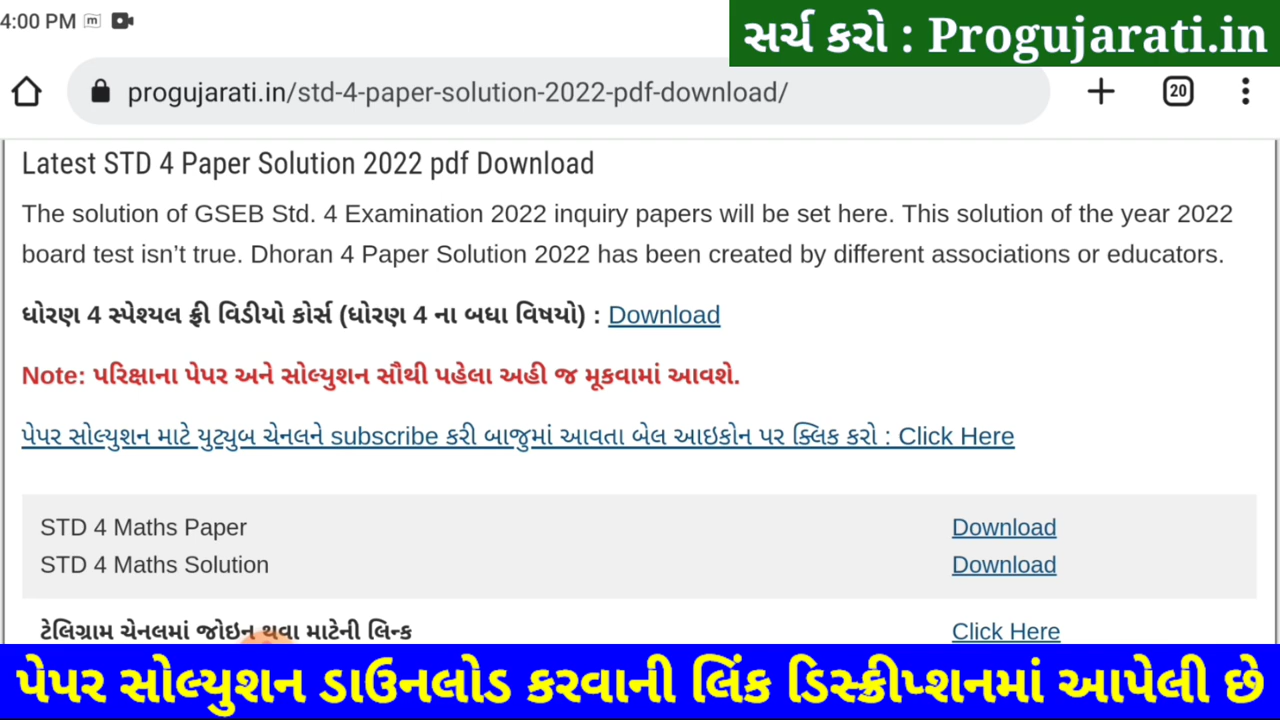 4:00 PM
સર્ચ કરો : Progujarati.in
progujarati.in/std-4-paper-solution-2022-pdf-download/
20
Latest STD 4 Paper Solution 2022 pdf Download
The solution of GSEB Std. 4 Examination 2022 inquiry papers will be set here. This solution of the year 2022
board test isn’t true. Dhoran 4 Paper Solution 2022 has been created by different associations or educators.
ધોરણ 4 સ્પેશ્યલ ફ્રી વિડીયો કોર્સ (ધોરણ 4 ના બધા વિષયો) : Download
Note: પરિક્ષાના પેપર અને સોલ્યુશન સૌથી પહેલા અહી જ મૂકવામાં આવશે.
પેપર સોલ્યુશન માટે યુટ્યુબ ચેનલને subscribe કરી બાજુમાં આવતા બેલ આઇકોન પર ક્લિક કરો : Click Here
STD 4 Maths Paper Download
STD 4 Maths Solution Download
ટેલિગ્રામ ચેનલમાં જોઇન થવા માટેની લિન્ક Click Here
પેપર સોલ્યુશન ડાઉનલોડ કરવાની લિંક ડિસ્ક્રીપ્શનમાં આપેલી છે